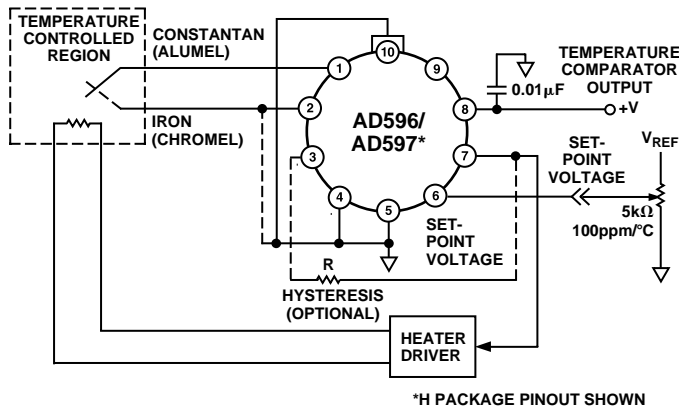 TEMPERATURE
CONTROLLED
REGION
CONSTANTAN
(ALUMEL)
IRON
(CHROMEL)
10
1
9
2
8
3
7
4
6
5
AD596/
AD597*
0.01µF
TEMPERATURE
COMPARATOR
OUTPUT
+V
SET-
POINT
VOLTAGE
VREF
5kΩ
100ppm/°C
SET-
POINT
VOLTAGE
R
HYSTERESIS
(OPTIONAL)
HEATER
DRIVER
*H PACKAGE PINOUT SHOWN